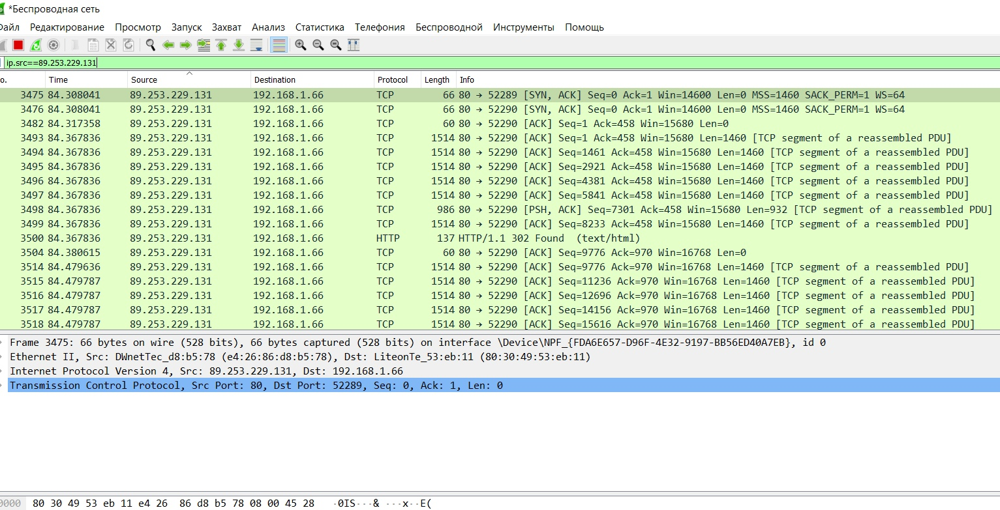 *Беспроводная сеть
Файл Редактирование Просмотр Запуск Захват Анализ Статистика Телефония Беспроводной Инструменты Помощь
ip.src==89.253.229.131
o. Time Source Destination Protocol Length Info
3475 84.308041 89.253.229.131 192.168.1.66 TCP 66 80 → 52289 [SYN, ACK] Seq=0 Ack=1 Win=14600 Len=0 MSS=1460 SACK_PERM=1 WS=64
3476 84.308041 89.253.229.131 192.168.1.66 TCP 66 80 → 52290 [SYN, ACK] Seq=0 Ack=1 Win=14600 Len=0 MSS=1460 SACK_PERM=1 WS=64
3482 84.317358 89.253.229.131 192.168.1.66 TCP 60 80 → 52290 [ACK] Seq=1 Ack=458 Win=15680 Len=0
3493 84.367836 89.253.229.131 192.168.1.66 TCP 1514 80 → 52290 [ACK] Seq=1 Ack=458 Win=15680 Len=1460 [TCP segment of a reassembled PDU]
3494 84.367836 89.253.229.131 192.168.1.66 TCP 1514 80 → 52290 [ACK] Seq=1461 Ack=458 Win=15680 Len=1460 [TCP segment of a reassembled PDU]
3495 84.367836 89.253.229.131 192.168.1.66 TCP 1514 80 → 52290 [ACK] Seq=2921 Ack=458 Win=15680 Len=1460 [TCP segment of a reassembled PDU]
3496 84.367836 89.253.229.131 192.168.1.66 TCP 1514 80 → 52290 [ACK] Seq=4381 Ack=458 Win=15680 Len=1460 [TCP segment of a reassembled PDU]
3497 84.367836 89.253.229.131 192.168.1.66 TCP 1514 80 → 52290 [ACK] Seq=5841 Ack=458 Win=15680 Len=1460 [TCP segment of a reassembled PDU]
3498 84.367836 89.253.229.131 192.168.1.66 TCP 986 80 → 52290 [PSH, ACK] Seq=7301 Ack=458 Win=15680 Len=932 [TCP segment of a reassembled PDU]
3499 84.367836 89.253.229.131 192.168.1.66 TCP 1514 80 → 52290 [ACK] Seq=8233 Ack=458 Win=15680 Len=1460 [TCP segment of a reassembled PDU]
3500 84.367836 89.253.229.131 192.168.1.66 HTTP 137 HTTP/1.1 302 Found (text/html)
3504 84.380615 89.253.229.131 192.168.1.66 TCP 60 80 → 52290 [ACK] Seq=9776 Ack=970 Win=16768 Len=0
3514 84.479636 89.253.229.131 192.168.1.66 TCP 1514 80 → 52290 [ACK] Seq=9776 Ack=970 Win=16768 Len=1460 [TCP segment of a reassembled PDU]
3515 84.479787 89.253.229.131 192.168.1.66 TCP 1514 80 → 52290 [ACK] Seq=11236 Ack=970 Win=16768 Len=1460 [TCP segment of a reassembled PDU]
3516 84.479787 89.253.229.131 192.168.1.66 TCP 1514 80 → 52290 [ACK] Seq=12696 Ack=970 Win=16768 Len=1460 [TCP segment of a reassembled PDU]
3517 84.479787 89.253.229.131 192.168.1.66 TCP 1514 80 → 52290 [ACK] Seq=14156 Ack=970 Win=16768 Len=1460 [TCP segment of a reassembled PDU]
3518 84.479787 89.253.229.131 192.168.1.66 TCP 1514 80 → 52290 [ACK] Seq=15616 Ack=970 Win=16768 Len=1460 [TCP segment of a reassembled PDU]
Frame 3475: 66 bytes on wire (528 bits), 66 bytes captured (528 bits) on interface \Device\NPF_{FDA6E657-D96F-4E32-9197-BB56ED40A7EB}, id 0
Ethernet II, Src: DWnetTec_d8:b5:78 (e4:26:86:d8:b5:78), Dst: LiteonTe_53:eb:11 (80:30:49:53:eb:11)
Internet Protocol Version 4, Src: 89.253.229.131, Dst: 192.168.1.66
Transmission Control Protocol, Src Port: 80, Dst Port: 52289, Seq: 0, Ack: 1, Len: 0
0000 80 30 49 53 eb 11 e4 26 86 d8 b5 78 08 00 45 28 ·0IS···& ···x··E(